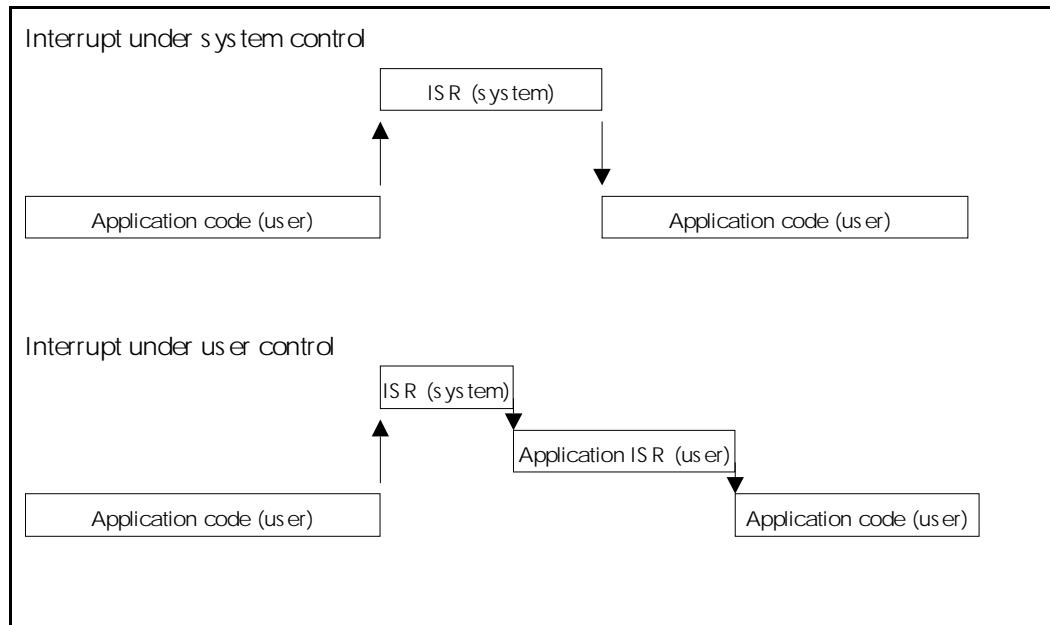 Interrupt under system control
ISR (system)
Application code (user)
Application code (user)
Interrupt under user control
ISR (system)
Application ISR (user)
Application code (user)
Application code (user)